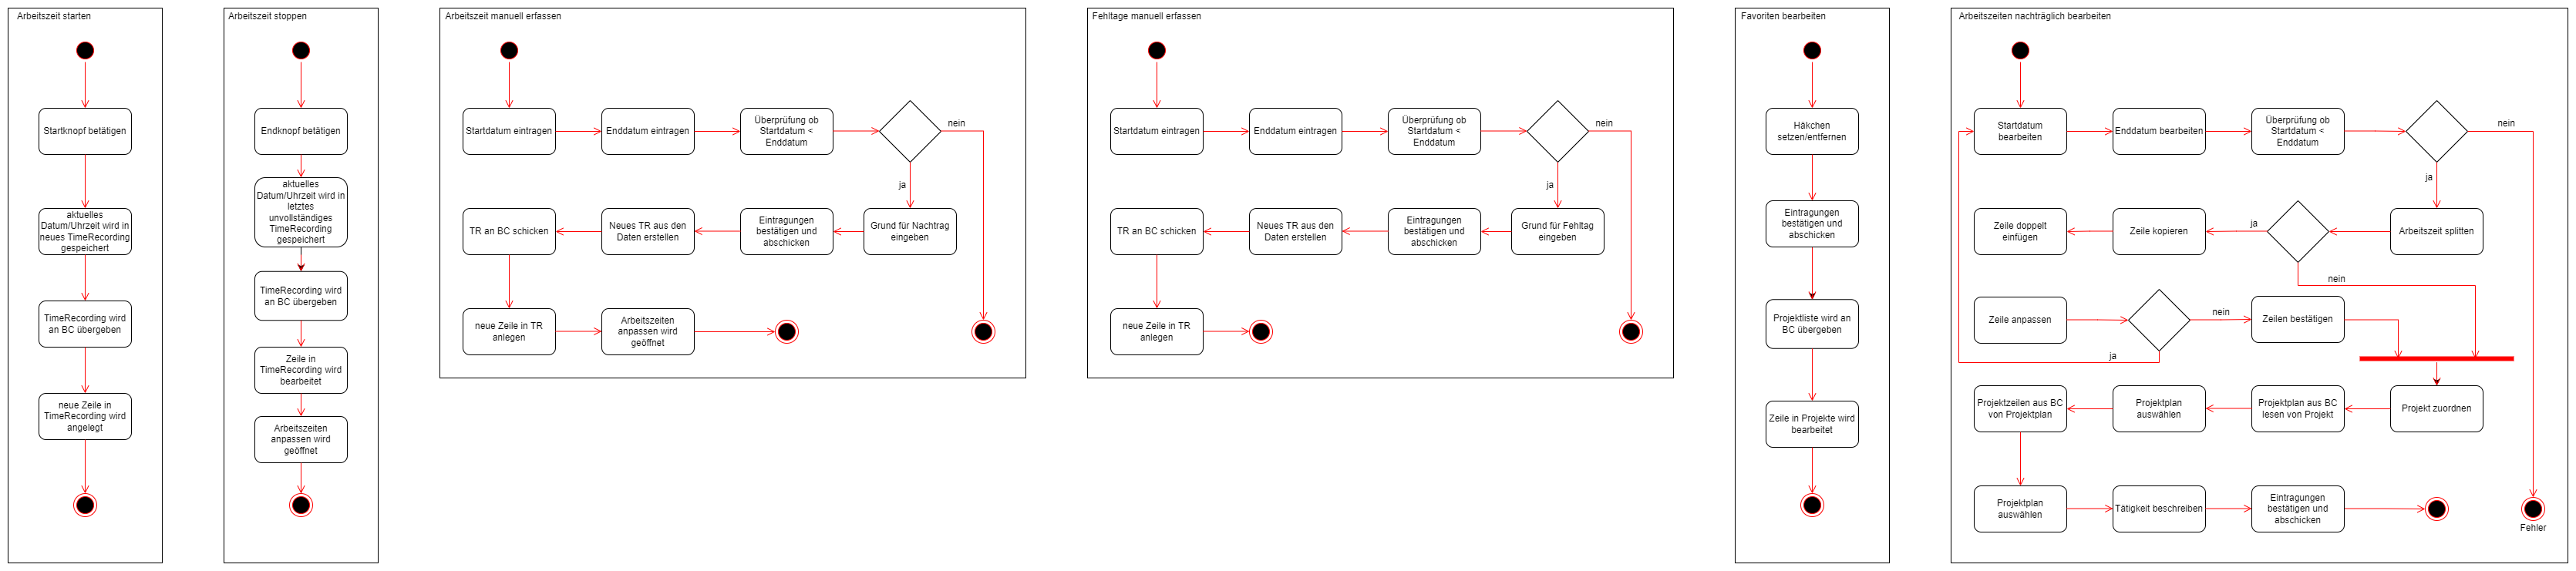 Arbeitszeit starten
Startknopf betätigen
aktuelles
Datum/Uhrzeit wird in
neues TimeRecording
gespeichert
TimeRecording wird
an BC übergeben
neue Zeile in
TimeRecording wird
angelegt
Arbeitszeit stoppen
Endknopf betätigen
aktuelles
Datum/Uhrzeit wird in
letztes
unvollständiges
TimeRecording
gespeichert
TimeRecording wird
an BC übergeben
Zeile in
TimeRecording wird
bearbeitet
Arbeitszeiten
anpassen wird
geöffnet
Arbeitszeit manuell erfassen
Startdatum eintragen
Enddatum eintragen
Überprüfung ob
Startdatum <
Enddatum
nein
ja
Grund für Nachtrag
eingeben
Eintragungen
bestätigen und
abschicken
Neues TR aus den
Daten erstellen
TR an BC schicken
neue Zeile in TR
anlegen
Arbeitszeiten
anpassen wird
geöffnet
Fehltage manuell erfassen
Startdatum eintragen
Enddatum eintragen
Überprüfung ob
Startdatum <
Enddatum
nein
ja
Grund für Fehltag
eingeben
Eintragungen
bestätigen und
abschicken
Neues TR aus den
Daten erstellen
TR an BC schicken
neue Zeile in TR
anlegen
Favoriten bearbeiten
Häkchen
setzen/entfernen
Eintragungen
bestätigen und
abschicken
Projektliste wird an
BC übergeben
Zeile in Projekte wird
bearbeitet
Arbeitszeiten nachträglich bearbeiten
Startdatum
bearbeiten
Enddatum bearbeiten
Überprüfung ob
Startdatum <
Enddatum
nein
ja
Arbeitszeit splitten
ja
nein
Zeile kopieren
Zeile doppelt
einfügen
Zeile anpassen
nein
ja
Zeilen bestätigen
Projekt zuordnen
Projektplan aus BC
lesen von Projekt
Projektplan
auswählen
Projektzeilen aus BC
von Projektplan
Projektplan
auswählen
Tätigkeit beschreiben
Eintragungen
bestätigen und
abschicken
Fehler